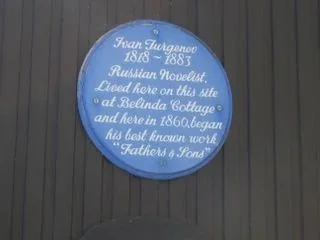 Ivan Turgenev
1818 ~ 1883
Russian Novelist,
Lived here on this site
at Belinda Cottage
and here in 1860, began
his best known work
"Fathers & Sons"